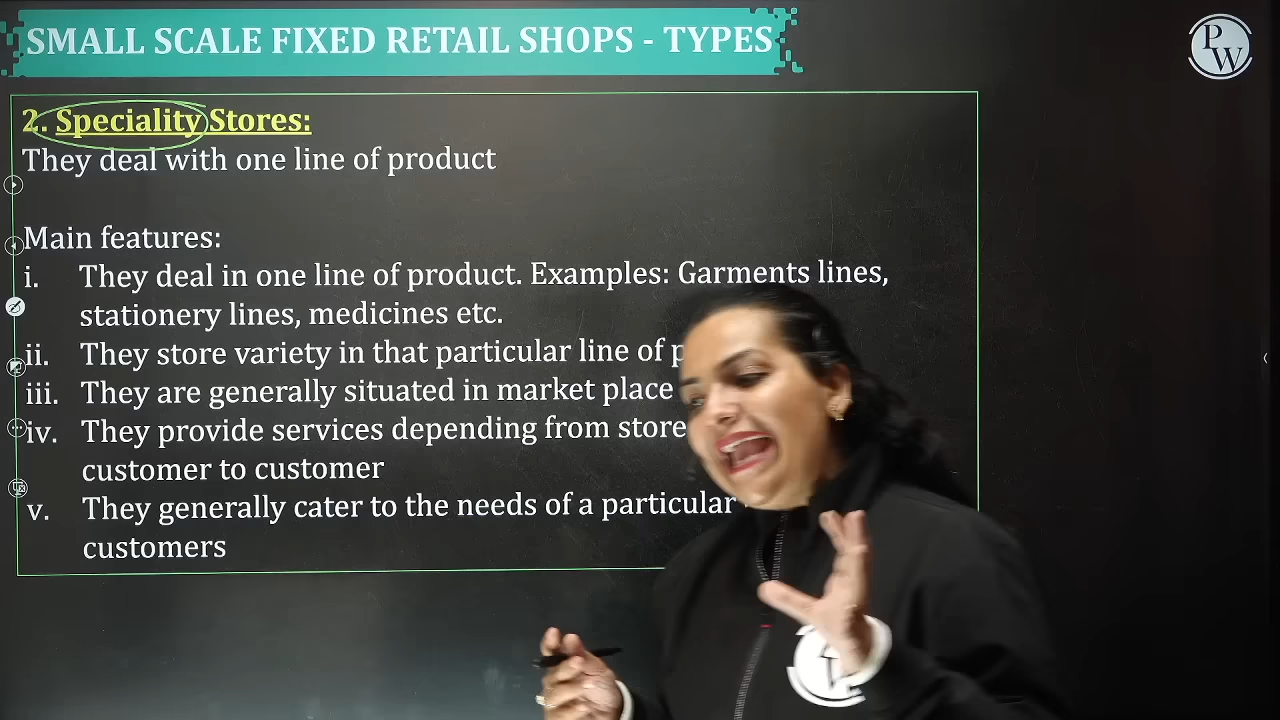 SMALL SCALE FIXED RETAIL SHOPS - TYPES
PW
2. Speciality Stores:
They deal with one line of product
Main features:
i. They deal in one line of product. Examples: Garments lines,
stationery lines, medicines etc.
ii. They store variety in that particular line of
iii. They are generally situated in market place
iv. They provide services depending from store
customer to customer
v. They generally cater to the needs of a particular
customers